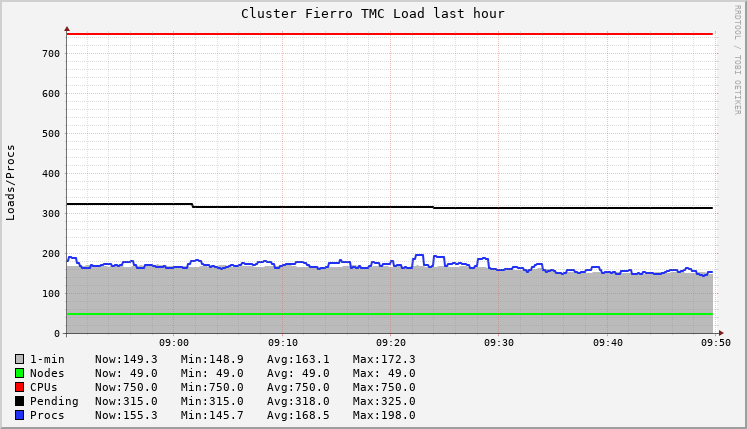 Cluster Fierro TMC Load last hour
RRDTOOL / TOBI OETIKER
Loads/Procs
700
600
500
400
300
200
100
0
09:00 09:10 09:20 09:30 09:40 09:50
1-min Now:149.3 Min:148.9 Avg:163.1 Max:172.3
Nodes Now: 49.0 Min: 49.0 Avg: 49.0 Max: 49.0
CPUs Now:750.0 Min:750.0 Avg:750.0 Max:750.0
Pending Now:315.0 Min:315.0 Avg:318.0 Max:325.0
Procs Now:155.3 Min:145.7 Avg:168.5 Max:198.0